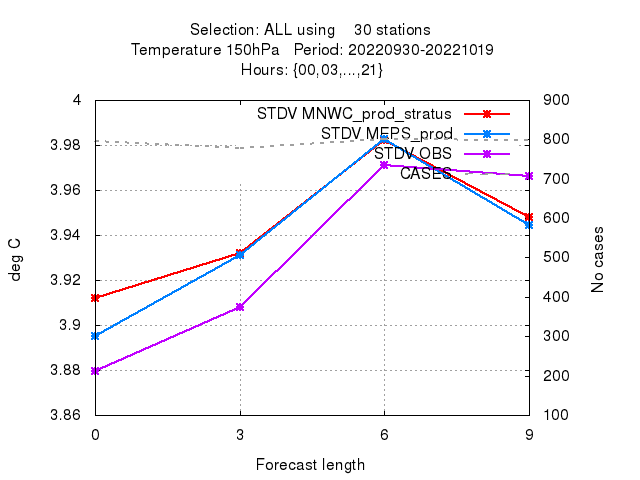 Selection: ALL using    30 stations
Temperature 150hPa   Period: 20220930-20221019
Hours: {00,03,...,21}
4
3.98
3.96
3.94
3.92
3.9
3.88
3.86
deg C
STDV MNWC_prod_stratus
STDV MEPS_prod
STDV OBS
CASES
900
800
700
600
500
400
300
200
100
No cases
0 3 6 9
Forecast length